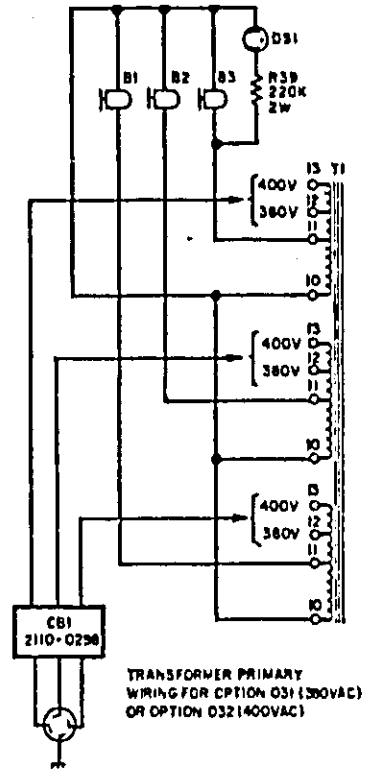 DS1
B1 B2 B3
R39
220K
2W
13 T1
400V
12
380V
11
10
13
400V
12
380V
11
10
13
400V
12
380V
11
10
CB1
2110-0298
TRANSFORMER PRIMARY
WIRING FOR OPTION 031 (380VAC)
OR OPTION 032 (400VAC)